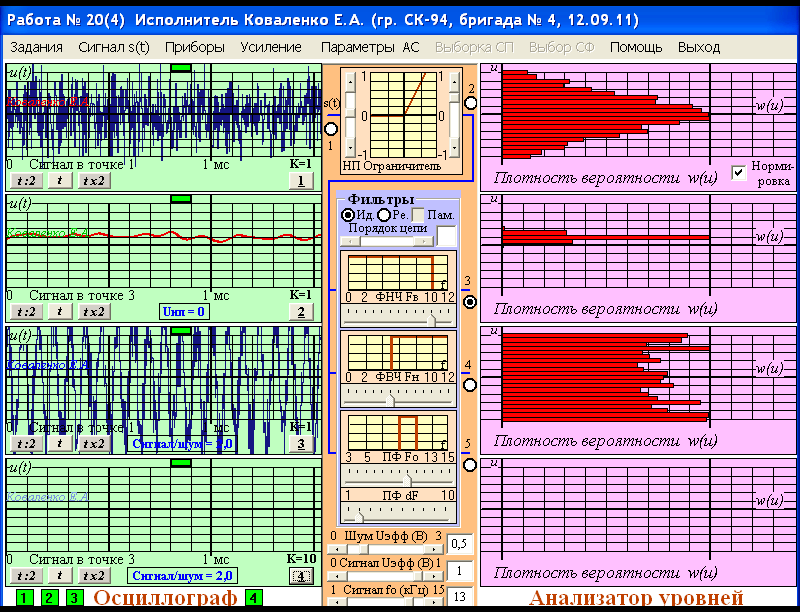 Работа № 20(4) Исполнитель Коваленко Е.А. (гр. СК-94, бригада № 4, 12.09.11)
Задания Сигнал s(t) Приборы Усиление Параметры АС Выборка СП Выбор СФ Помощь Выход
u(t)
Коваленко Е.А.
0 Сигнал в точке 1 1 мс K=1
t:2 t tx2 1
u(t)
Коваленко Е.А.
0 Сигнал в точке 3 1 мс K=1
t:2 t tx2 Uнп = 0 2
u(t)
Коваленко Е.А.
0 Сигнал в точке 1 1 мс K=1
t:2 t tx2 Сигнал/шум = 2,0 3
u(t)
Коваленко Е.А.
0 Сигнал в точке 3 1 мс K=10
t:2 t tx2 Сигнал/шум = 2,0 4
1 2 3 Осциллограф 4
s(t)
1
1 1
0 0
-1 -1
НП Ограничитель
2
Фильтры
Ид. Ре. Пам.
Порядок цепи
f
0 2 ФНЧ Fв 10 12
3
f
0 2 ФВЧ Fн 10 12
4
f
3 5 ПФ Fo 13 15
5
1 ПФ dF 10
0 Шум Uэфф (В) 3
0,5
0 Сигнал Uэфф (В) 1
1
1 Сигнал fo (кГц) 15
13
u
w(u)
Плотность вероятности w(u)
Норми-
ровка
u
w(u)
Плотность вероятности w(u)
u
w(u)
Плотность вероятности w(u)
u
w(u)
Плотность вероятности w(u)
Анализатор уровней